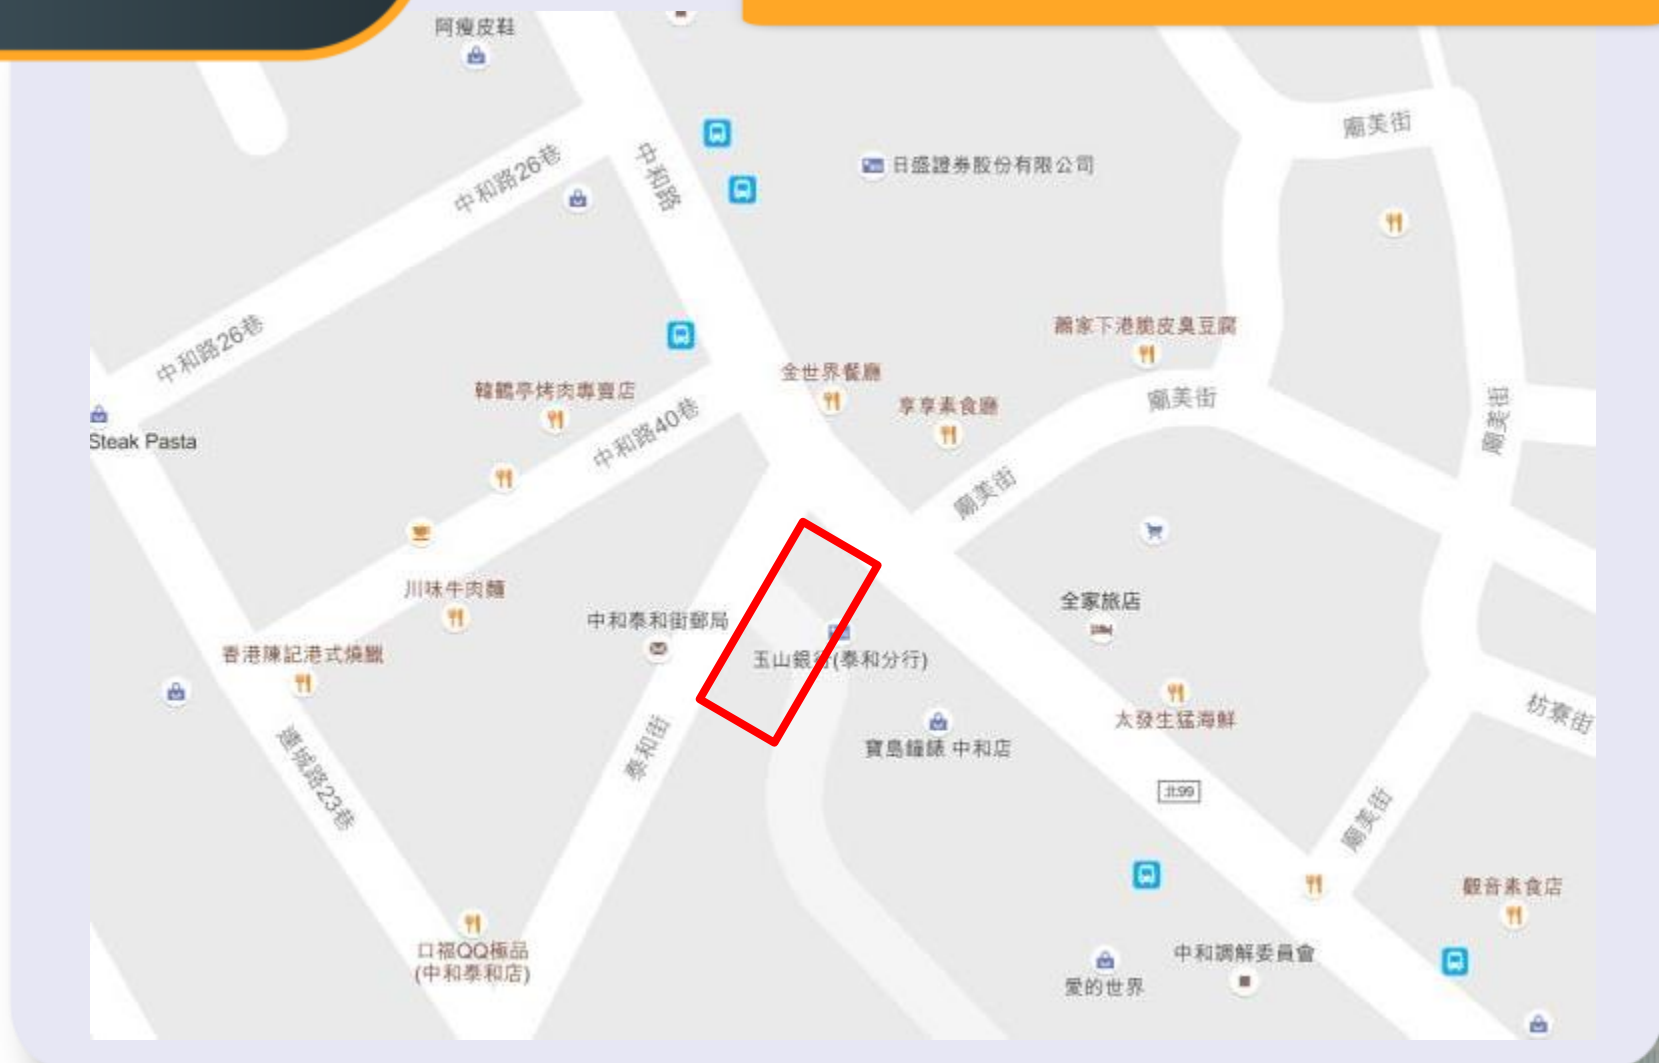 阿瘦皮鞋
廟美街
中和路26巷
中和路
日盛證券股份有限公司
中和路26巷
蕭家下港脆皮臭豆腐
金世界餐廳
韓鶴亭烤肉專賣店
享享素食廳
廟美街
廟美街
中和路40巷
Steak Pasta
廟美街
川味牛肉麵
全家旅店
中和泰和街郵局
香港陳記港式燒臘
玉山銀行(泰和分行)
太發生猛海鮮
枋寮街
寶島鐘錶 中和店
泰和街
連城路23巷
北99
廟美街
觀音素食店
口福QQ極品
(中和泰和店)
中和調解委員會
愛的世界